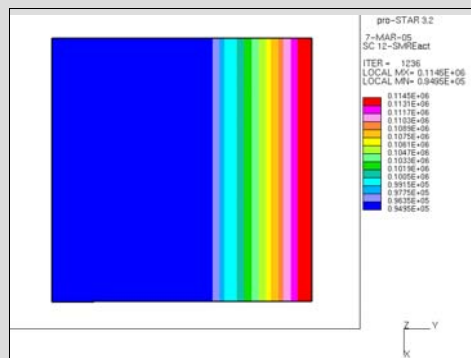 pro-STAR 3.2
7-MAR-05
SC 12-SMREact
ITER = 1236
LOCAL MX= 0.1145E+06
LOCAL MN= 0.9495E+05
0.1145E+06
0.1131E+06
0.1117E+06
0.1103E+06
0.1089E+06
0.1075E+06
0.1061E+06
0.1047E+06
0.1033E+06
0.1019E+06
0.1005E+06
0.9915E+05
0.9775E+05
0.9635E+05
0.9495E+05
Z Y
X